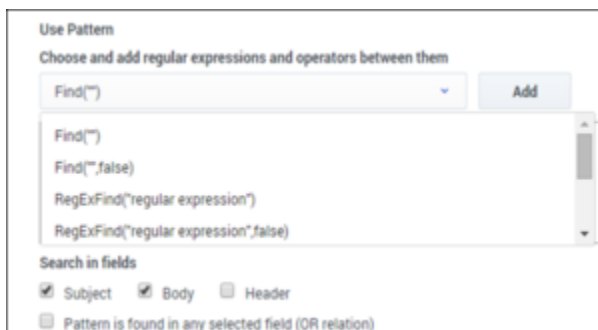 Use Pattern
Choose and add regular expressions and operators between them
Find("") Add
Find("")
Find("",false)
RegExFind("regular expression")
RegExFind("regular expression",false)
Search in fields
Subject Body Header
Pattern is found in any selected field (OR relation)